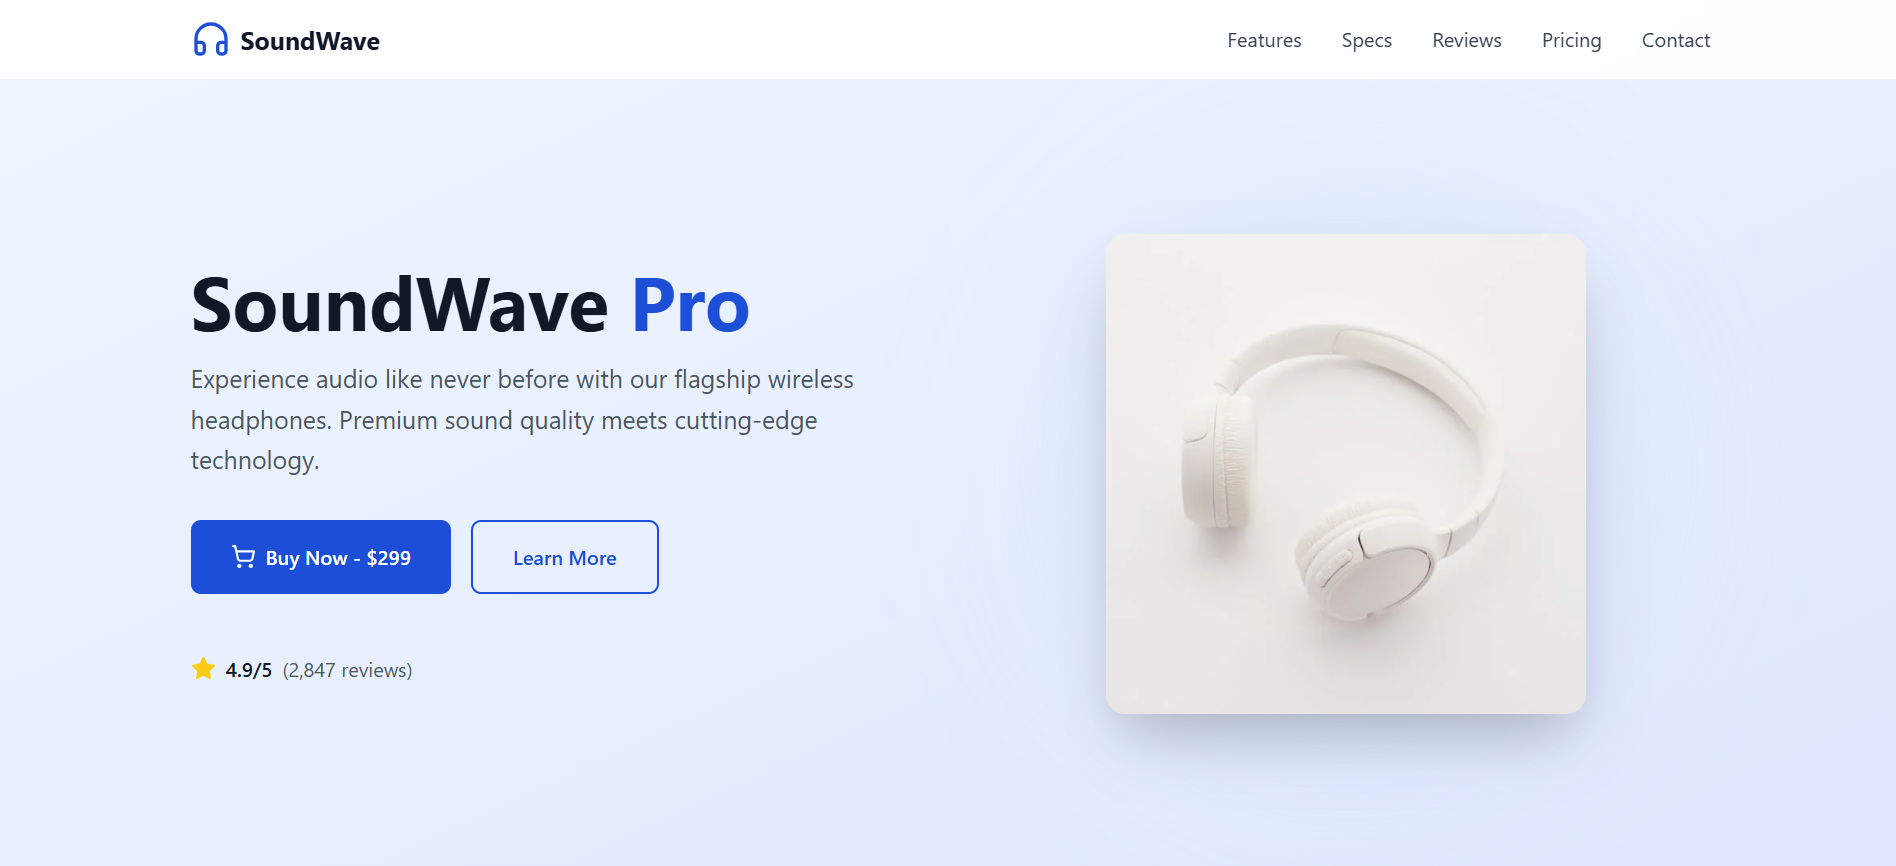 SoundWave
Features
Specs
Reviews
Pricing
Contact
SoundWave Pro
Experience audio like never before with our flagship wireless
headphones. Premium sound quality meets cutting-edge
technology.
Buy Now - $299
Learn More
4.9/5 (2,847 reviews)